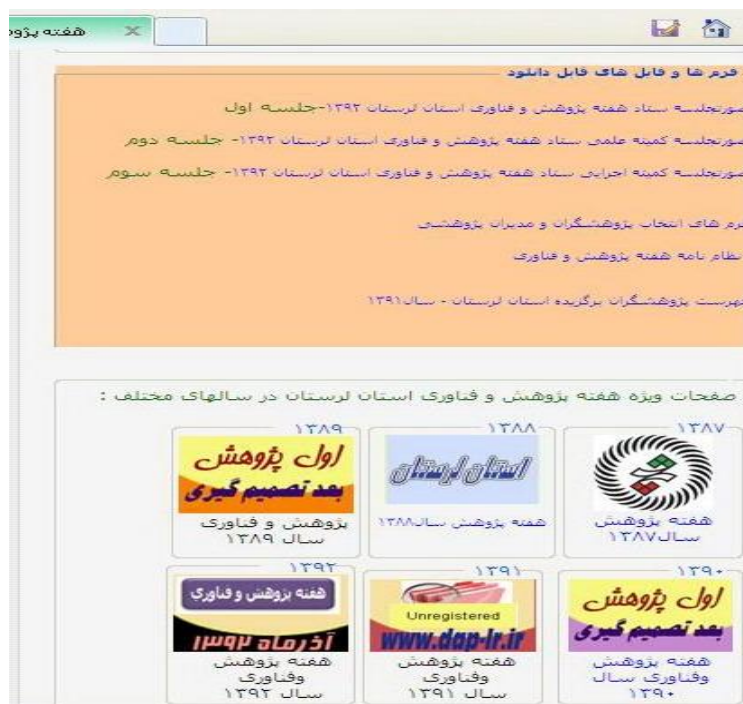 هفته پژوه
فرم ها و فایل های قابل دانلود
صورتجلسه ستاد هفته پژوهش و فناوری استان لرستان ۱۳۹۲-جلسه اول
صورتجلسه کمیته علمی ستاد هفته پژوهش و فناوری استان لرستان ۱۳۹۲- جلسه دوم
صورتجلسه کمیته اجرایی ستاد هفته پژوهش و فناوری استان لرستان ۱۳۹۲- جلسه سوم
فرم های انتخاب پژوهشگران و مدیران پژوهشی
نظام نامه هفته پژوهش و فناوری
فهرست پژوهشگران برگزیده استان لرستان - سال۱۳۹۱
صفحات ویژه هفته پژوهش و فناوری استان لرستان در سالهای مختلف :
۱۳۸۷
هفته پژوهش
سال۱۳۸۷
۱۳۸۸
استان لرستان
هفته پژوهش سال۱۳۸۸
۱۳۸۹
اول پژوهش
بعد تصمیم گیری
پژوهش و فناوری
سال ۱۳۸۹
۱۳۹۰
اول پژوهش
بعد تصمیم گیری
هفته پژوهش
وفناوری سال
۱۳۹۰
۱۳۹۱
Unregistered
www.dap-lr.ir
هفته پژوهش
وفناوری
سال ۱۳۹۱
۱۳۹۲
هفته پژوهش و فناوري
آذرماه ۱۳۹۲
هفته پژوهش
وفناوری
سال ۱۳۹۲